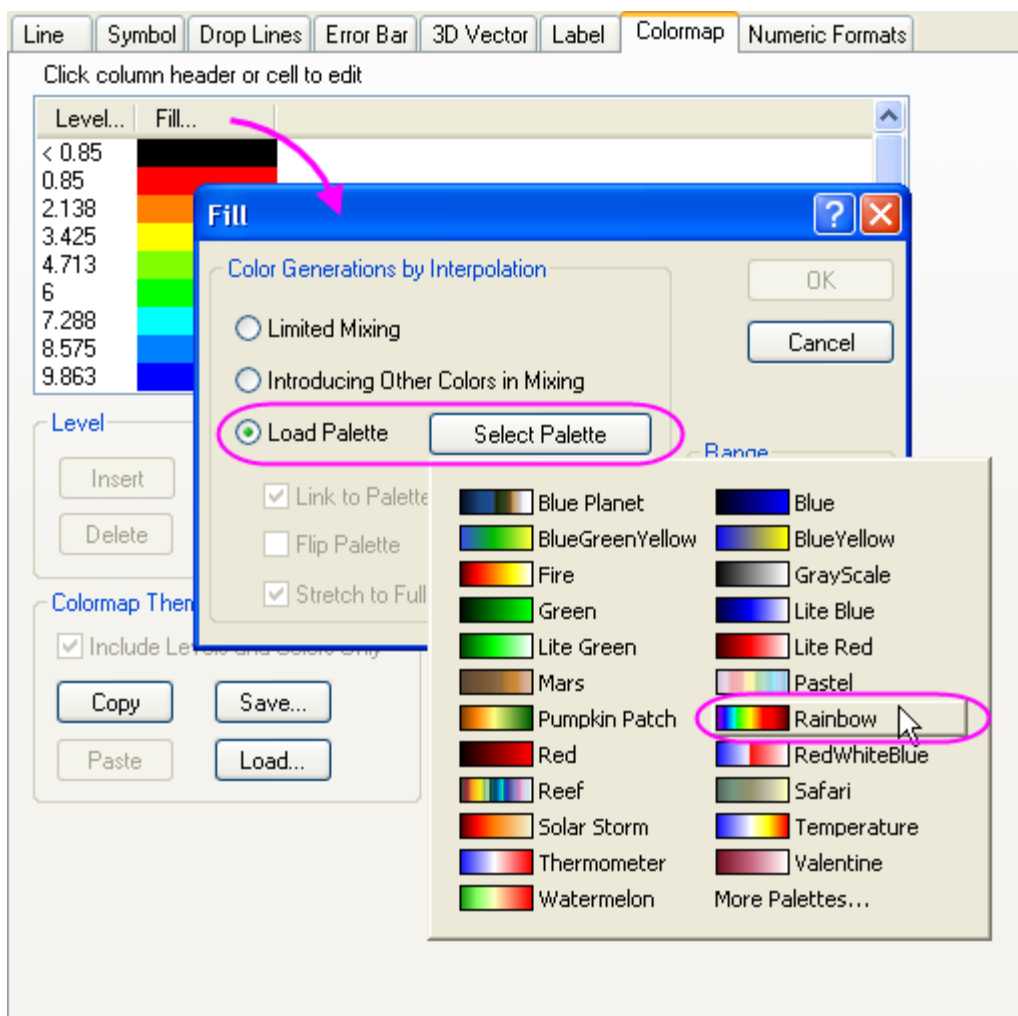 Line Symbol Drop Lines Error Bar 3D Vector Label Colormap Numeric Formats
Click column header or cell to edit
Level... Fill...
< 0.85
0.85
2.138
3.425
4.713
6
7.288
8.575
9.863
Fill
Color Generations by Interpolation
OK
Limited Mixing
Cancel
Introducing Other Colors in Mixing
Load Palette Select Palette
Range
Link to Palette
Flip Palette
Stretch to Full
Level
Insert
Delete
Blue Planet Blue
BlueGreenYellow BlueYellow
Fire GrayScale
Green Lite Blue
Lite Green Lite Red
Mars Pastel
Pumpkin Patch Rainbow
Red RedWhiteBlue
Reef Safari
Solar Storm Temperature
Thermometer Valentine
Watermelon More Palettes...
Colormap Them
Include Levels and Colors Only
Copy Save...
Paste Load...